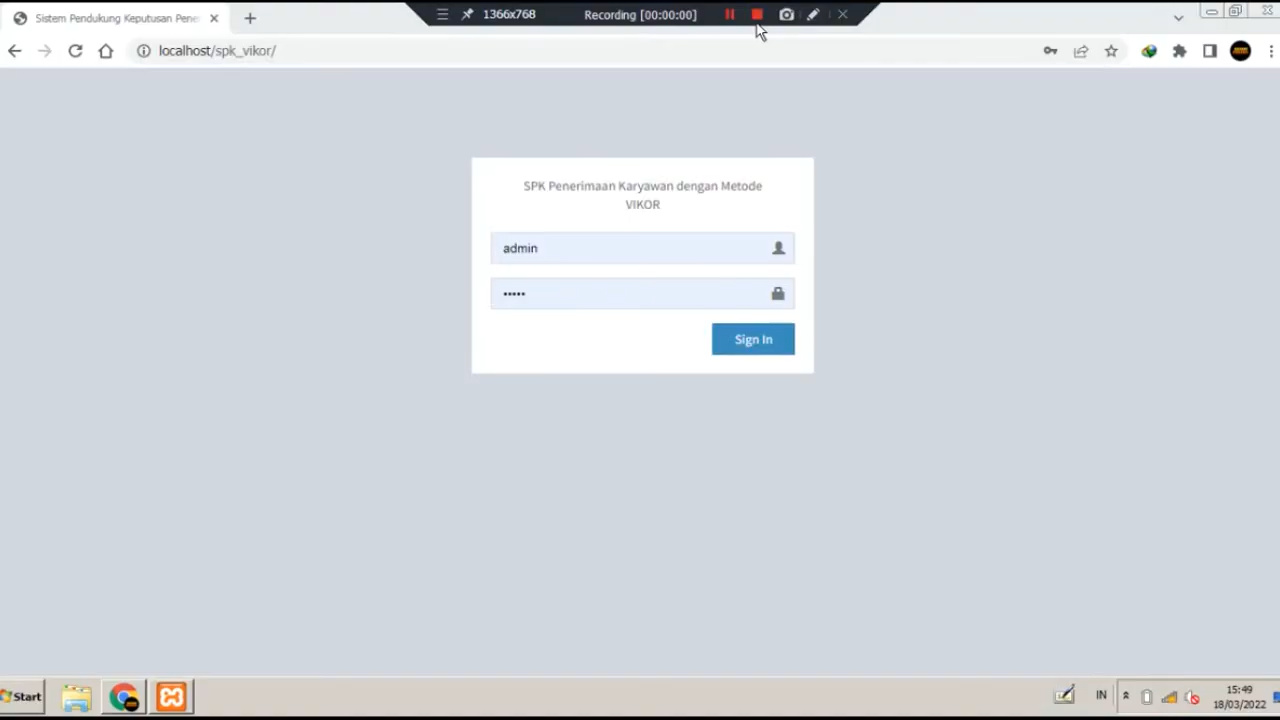 Sistem Pendukung Keputusan Pene
1366x768
Recording [00:00:00]
localhost/spk_vikor/
SPK Penerimaan Karyawan dengan Metode
VIKOR
admin
•••••
Sign In
Start
IN
15:49
18/03/2022